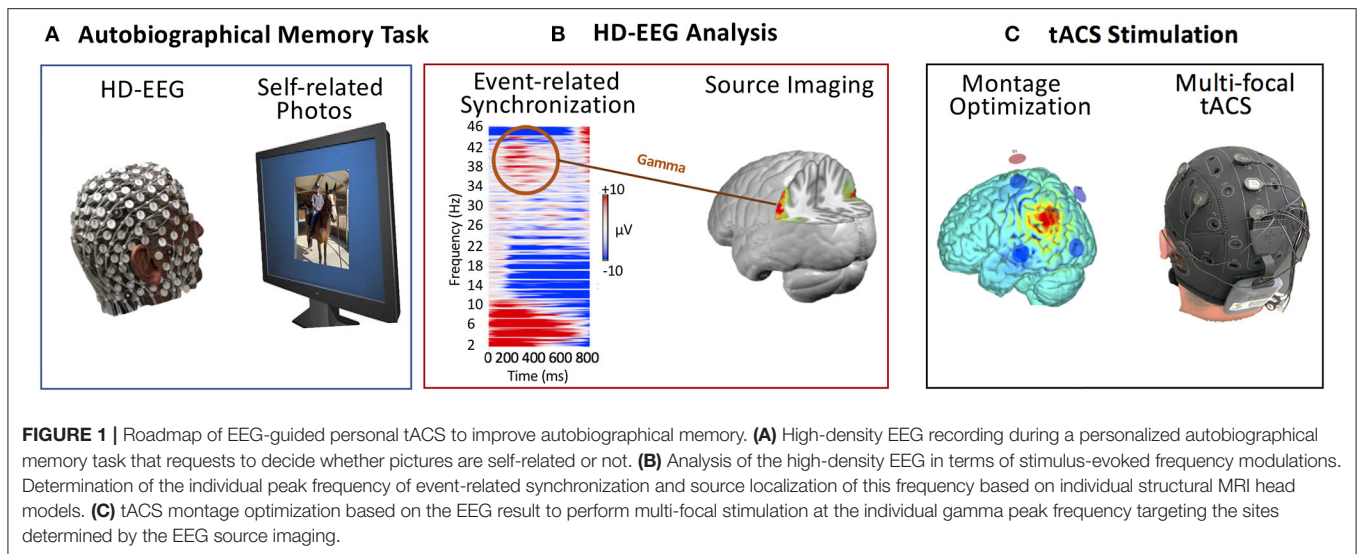 A Autobiographical Memory Task
HD-EEG
Self-related
Photos
B HD-EEG Analysis
Event-related
Synchronization
46
42
38
34
30
26
22
18
14
10
6
2
Frequency (Hz)
0 200 400 600 800
Time (ms)
+10
μV
-10
Gamma
Source Imaging
C tACS Stimulation
Montage
Optimization
Multi-focal
tACS
FIGURE 1 | Roadmap of EEG-guided personal tACS to improve autobiographical memory. (A) High-density EEG recording during a personalized autobiographical
memory task that requests to decide whether pictures are self-related or not. (B) Analysis of the high-density EEG in terms of stimulus-evoked frequency modulations.
Determination of the individual peak frequency of event-related synchronization and source localization of this frequency based on individual structural MRI head
models. (C) tACS montage optimization based on the EEG result to perform multi-focal stimulation at the individual gamma peak frequency targeting the sites
determined by the EEG source imaging.